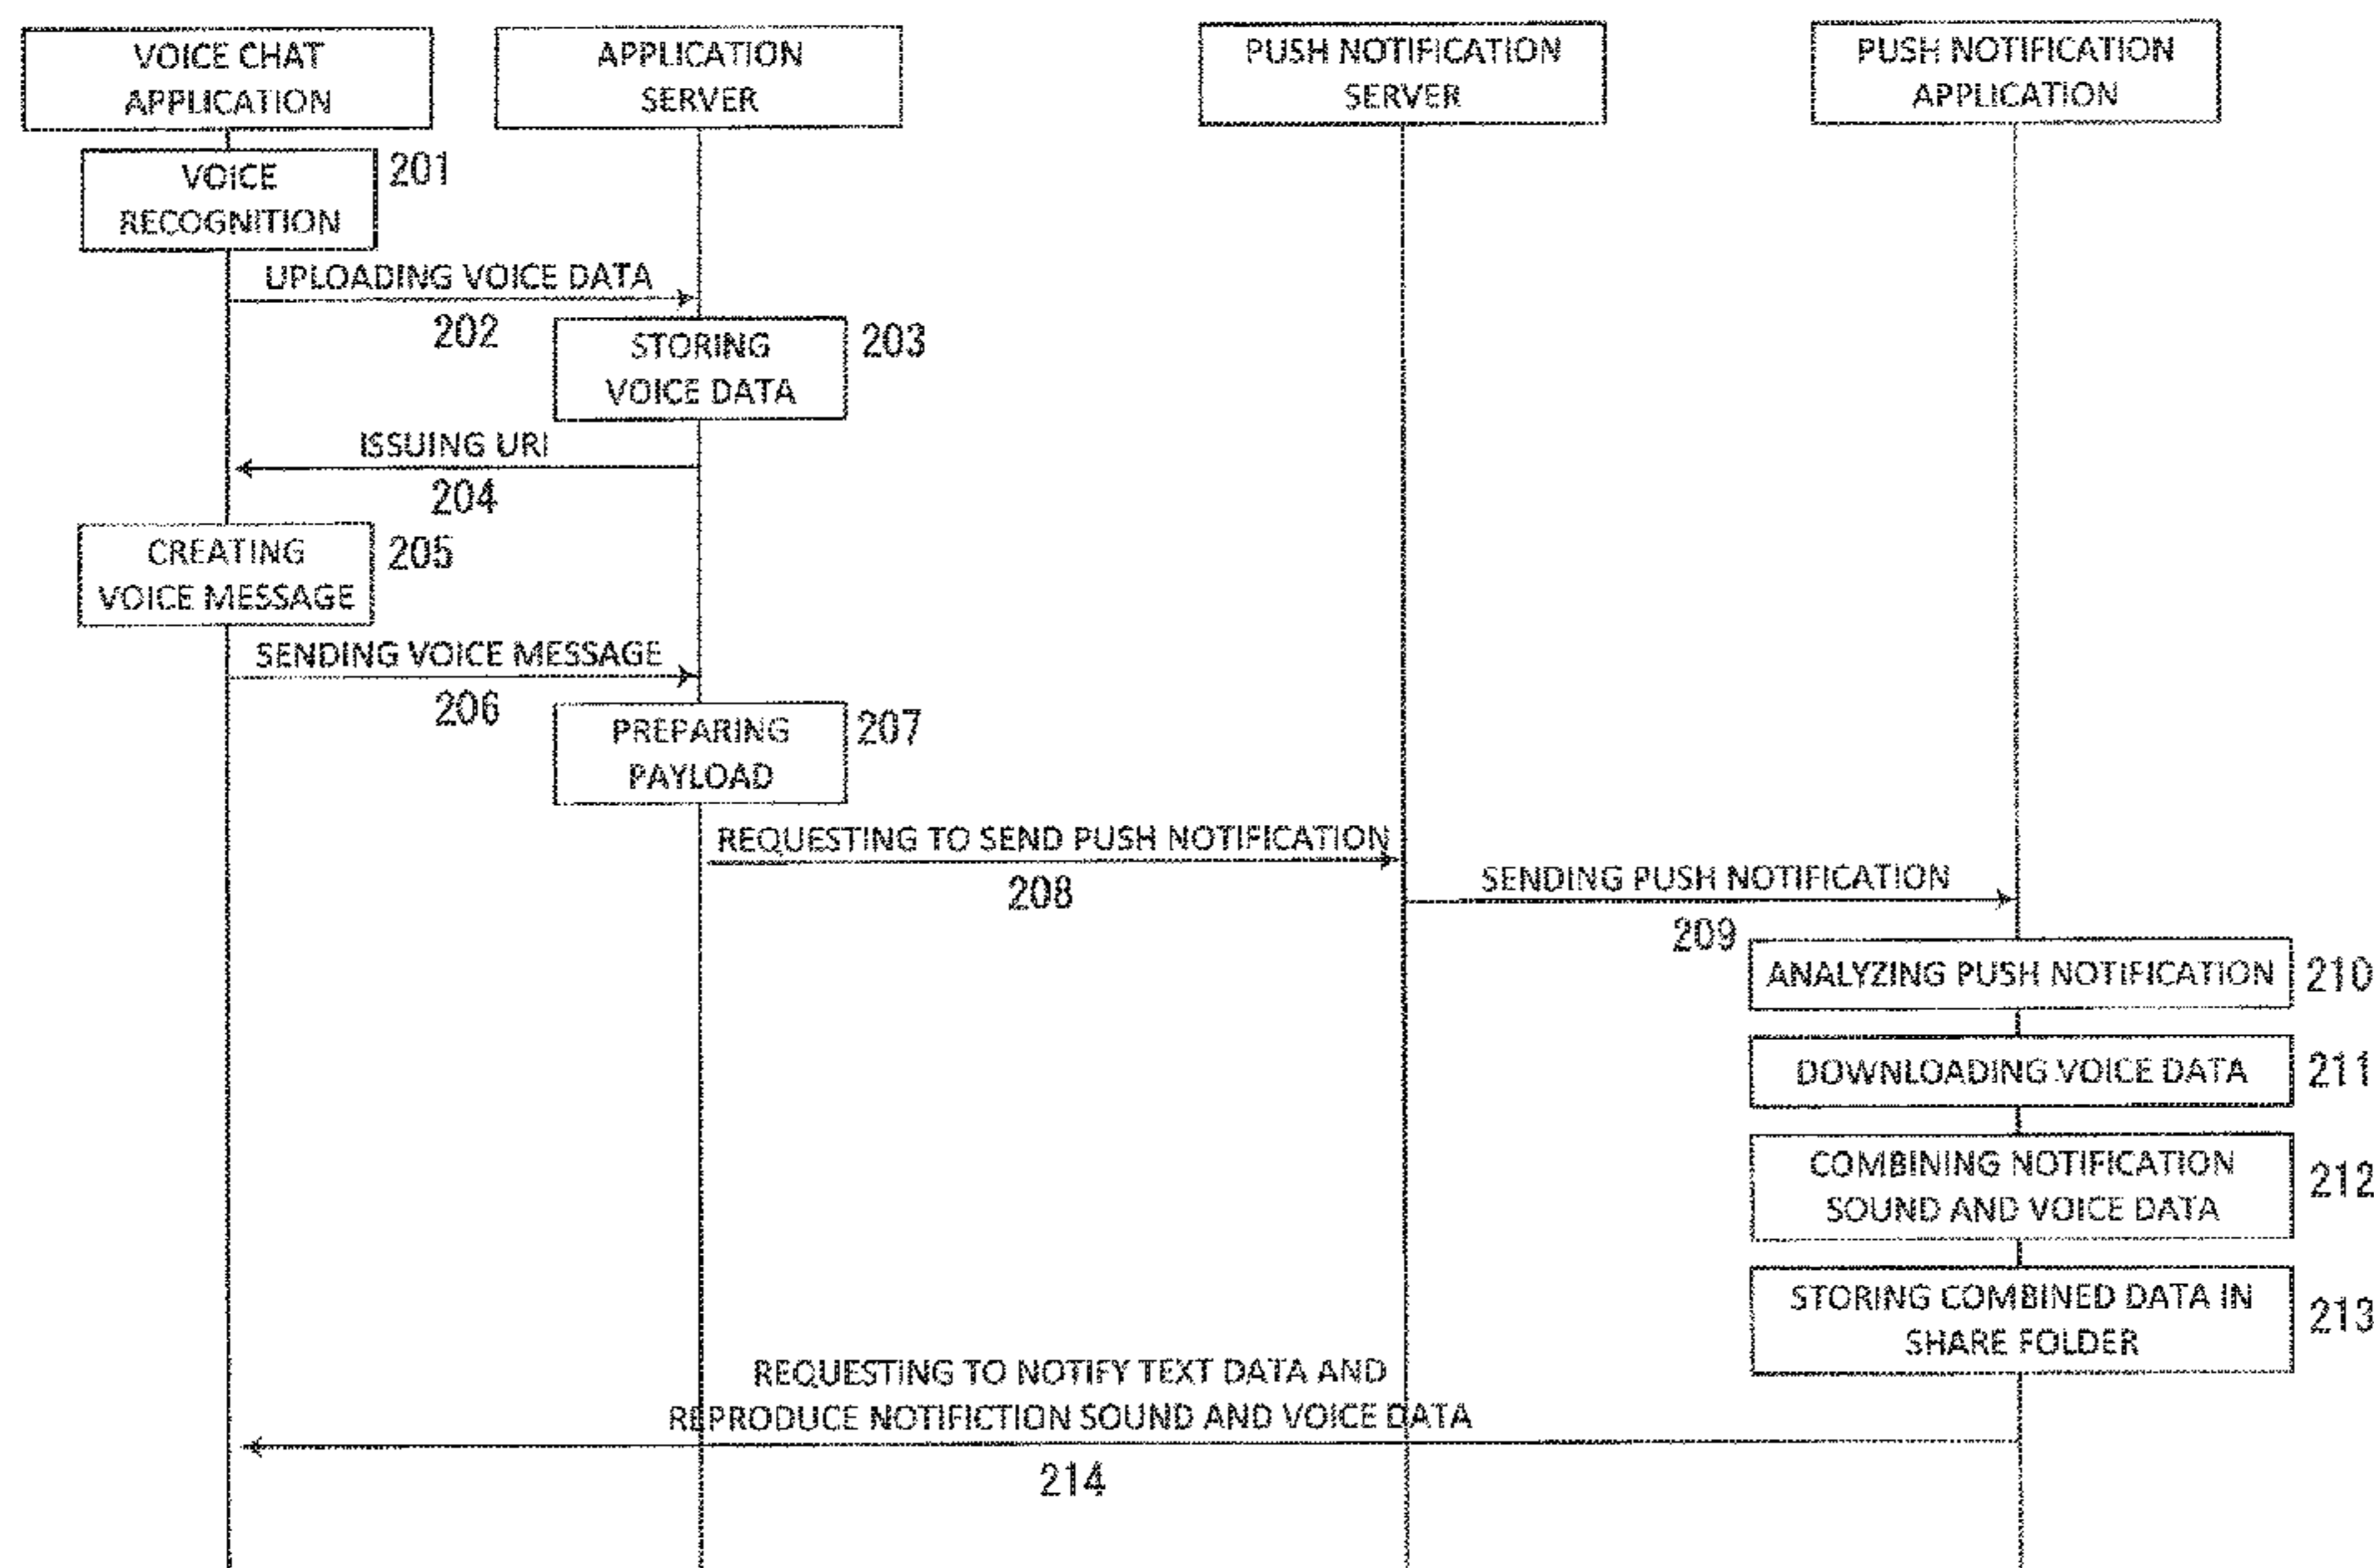 VOICE CHAT
APPLICATION
APPLICATION
SERVER
PUSH NOTIFICATION
SERVER
PUSH NOTIFICATION
APPLICATION
VOICE
RECOGNITION
201
UPLOADING VOICE DATA
202
STORING
VOICE DATA
203
ISSUING URI
204
CREATING
VOICE MESSAGE
205
SENDING VOICE MESSAGE
206
PREPARING
PAYLOAD
207
REQUESTING TO SEND PUSH NOTIFICATION
208
SENDING PUSH NOTIFICATION
209
ANALYZING PUSH NOTIFICATION
210
DOWNLOADING VOICE DATA
211
COMBINING NOTIFICATION
SOUND AND VOICE DATA
212
STORING COMBINED DATA IN
SHARE FOLDER
213
REQUESTING TO NOTIFY TEXT DATA AND
REPRODUCE NOTIFICTION SOUND AND VOICE DATA
214